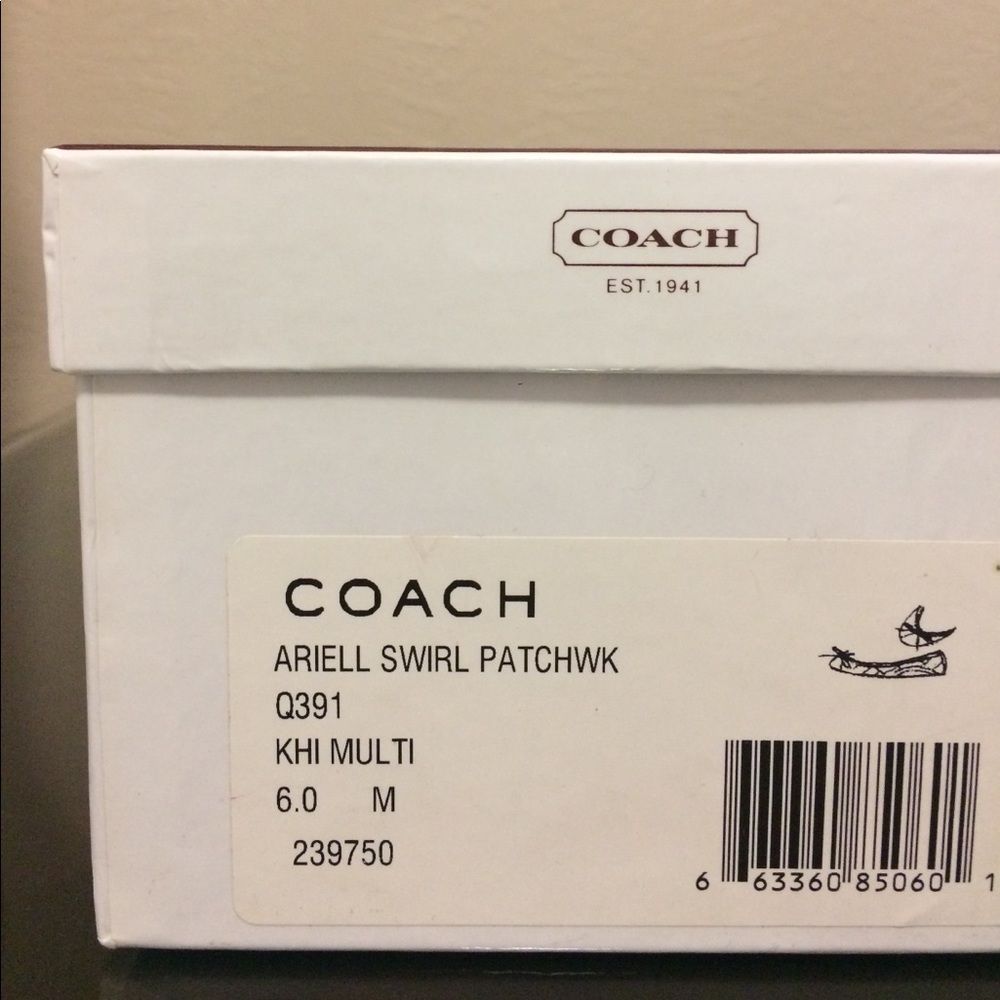 COACH
EST. 1941
COACH
ARIELL SWIRL PATCHWK
Q391
KHI MULTI
6.0 M
239750
6 63360 85060 1